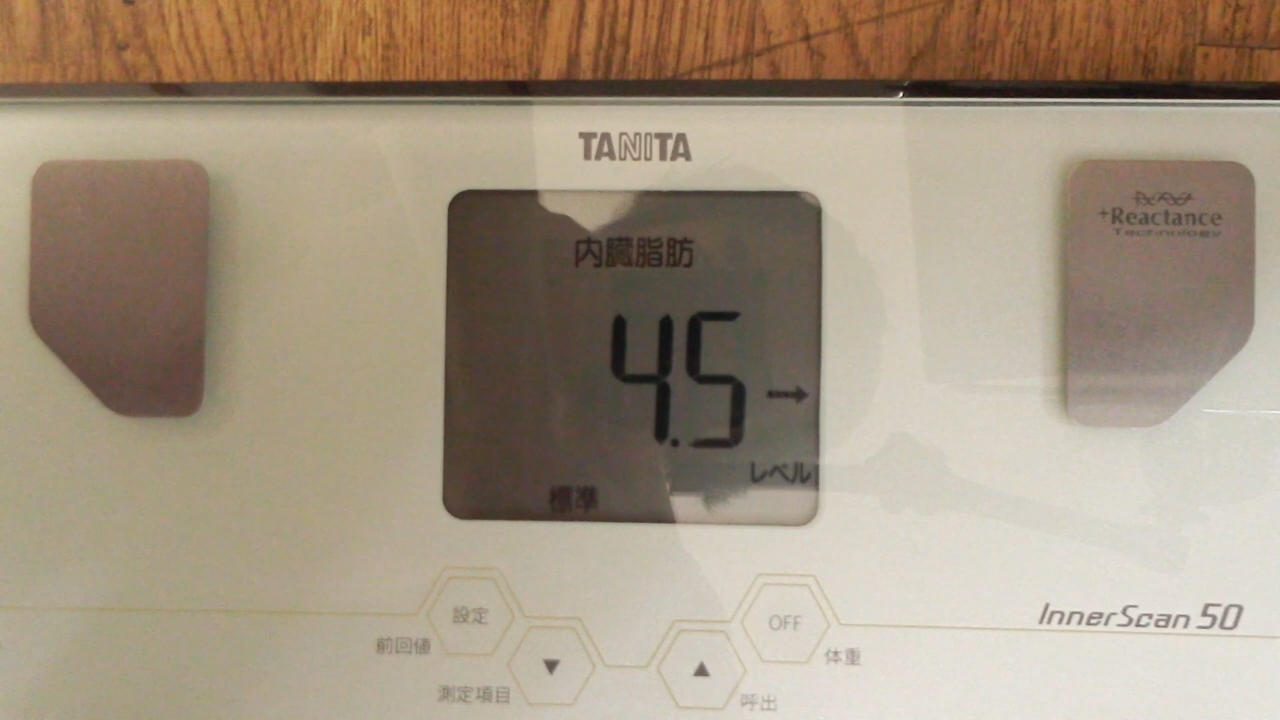 TANITA
+Reactance
Technology
内臓脂肪
4.5 →
レベル
標準
InnerScan 50
設定
OFF
前回値
体重
▼
▲
測定項目
呼出